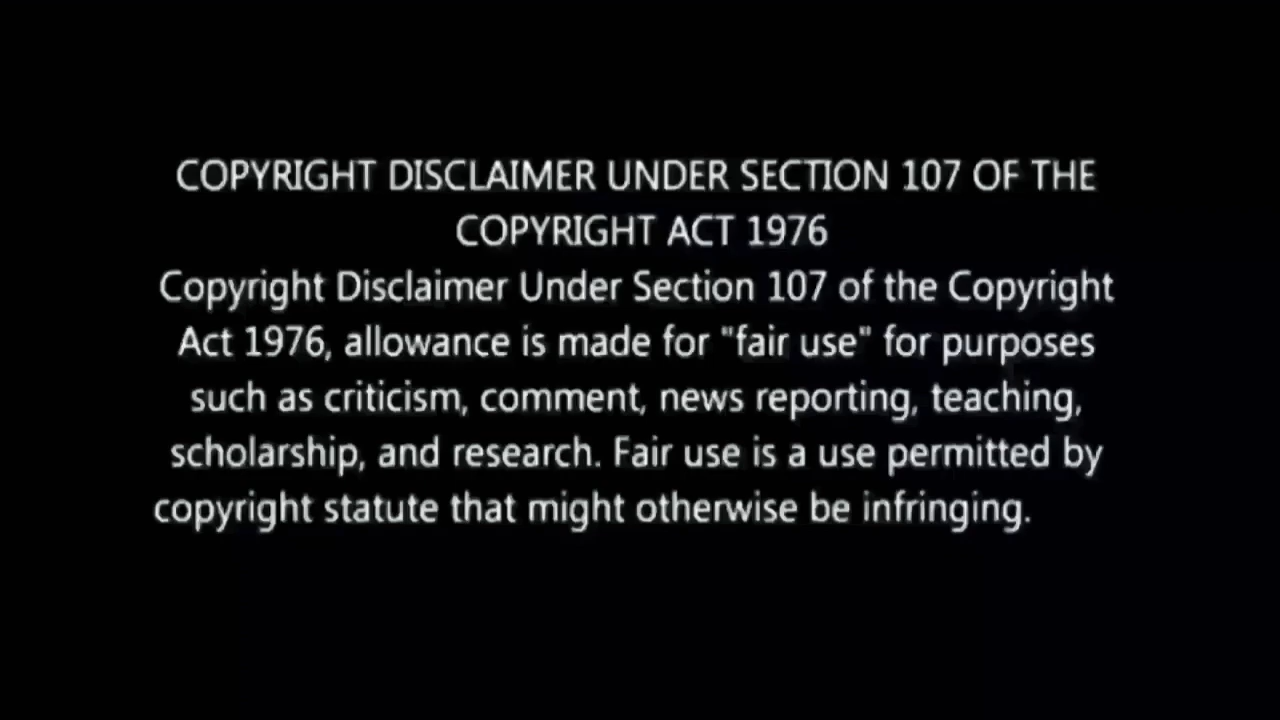 COPYRIGHT DISCLAIMER UNDER SECTION 107 OF THE
COPYRIGHT ACT 1976
Copyright Disclaimer Under Section 107 of the Copyright
Act 1976, allowance is made for "fair use" for purposes
such as criticism, comment, news reporting, teaching,
scholarship, and research. Fair use is a use permitted by
copyright statute that might otherwise be infringing.